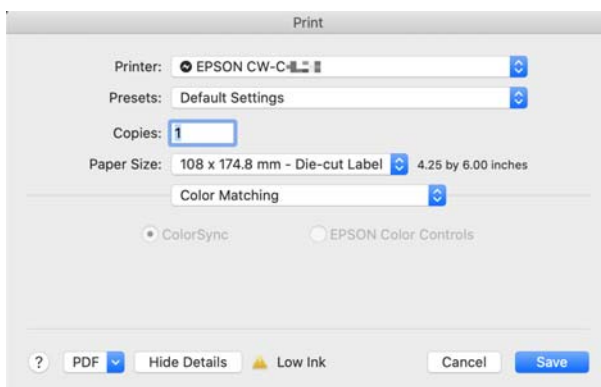 Print
Printer: EPSON CW-C
Presets: Default Settings
Copies: 1
Paper Size: 108 x 174.8 mm - Die-cut Label 4.25 by 6.00 inches
Color Matching
ColorSync EPSON Color Controls
? PDF Hide Details Low Ink Cancel Save